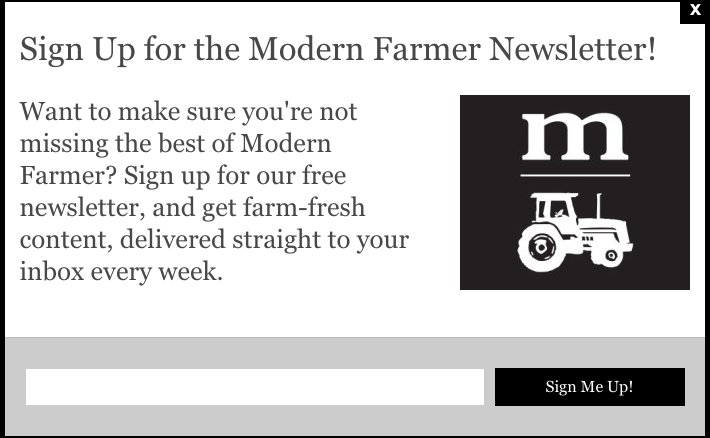 X
Sign Up for the Modern Farmer Newsletter!
Want to make sure you're not
missing the best of Modern
Farmer? Sign up for our free
newsletter, and get farm-fresh
content, delivered straight to your
inbox every week.
m
Sign Me Up!